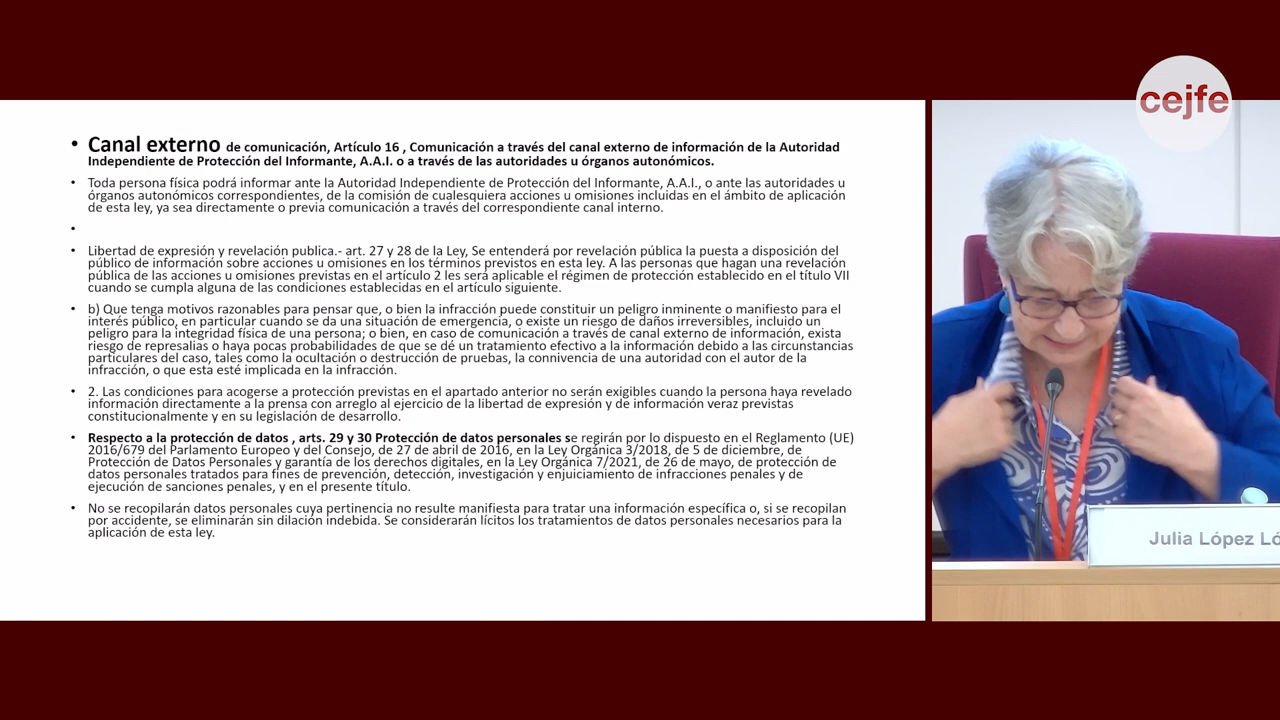 cejfe
• Canal externo de comunicación, Artículo 16 , Comunicación a través del canal externo de información de la Autoridad
Independiente de Protección del Informante, A.A.I. o a través de las autoridades u órganos autonómicos.
• Toda persona física podrá informar ante la Autoridad Independiente de Protección del Informante, A.A.I., o ante las autoridades u
órganos autonómicos correspondientes, de la comisión de cualesquiera acciones u omisiones incluidas en el ámbito de aplicación
de esta ley, ya sea directamente o previa comunicación a través del correspondiente canal interno.
•
• Libertad de expresión y revelación publica.- art. 27 y 28 de la Ley, Se entenderá por revelación pública la puesta a disposición del
público de información sobre acciones u omisiones en los términos previstos en esta ley. A las personas que hagan una revelación
pública de las acciones u omisiones previstas en el artículo 2 les será aplicable el régimen de protección establecido en el título VII
cuando se cumpla alguna de las condiciones establecidas en el artículo siguiente.
• b) Que tenga motivos razonables para pensar que, o bien la infracción puede constituir un peligro inminente o manifiesto para el
interés público, en particular cuando se da una situación de emergencia, o existe un riesgo de daños irreversibles, incluido un
peligro para la integridad física de una persona; o bien, en caso de comunicación a través de canal externo de información, exista
riesgo de represalias o haya pocas probabilidades de que se dé un tratamiento efectivo a la información debido a las circunstancias
particulares del caso, tales como la ocultación o destrucción de pruebas, la connivencia de una autoridad con el autor de la
infracción, o que esta esté implicada en la infracción.
• 2. Las condiciones para acogerse a protección previstas en el apartado anterior no serán exigibles cuando la persona haya revelado
información directamente a la prensa con arreglo al ejercicio de la libertad de expresión y de información veraz previstas
constitucionalmente y en su legislación de desarrollo.
• Respecto a la protección de datos , arts. 29 y 30 Protección de datos personales se regirán por lo dispuesto en el Reglamento (UE)
2016/679 del Parlamento Europeo y del Consejo, de 27 de abril de 2016, en la Ley Orgánica 3/2018, de 5 de diciembre, de
Protección de Datos Personales y garantía de los derechos digitales, en la Ley Orgánica 7/2021, de 26 de mayo, de protección de
datos personales tratados para fines de prevención, detección, investigación y enjuiciamiento de infracciones penales y de
ejecución de sanciones penales, y en el presente título.
• No se recopilarán datos personales cuya pertinencia no resulte manifiesta para tratar una información específica o, si se recopilan
por accidente, se eliminarán sin dilación indebida. Se considerarán lícitos los tratamientos de datos personales necesarios para la
aplicación de esta ley.
Julia López Ló